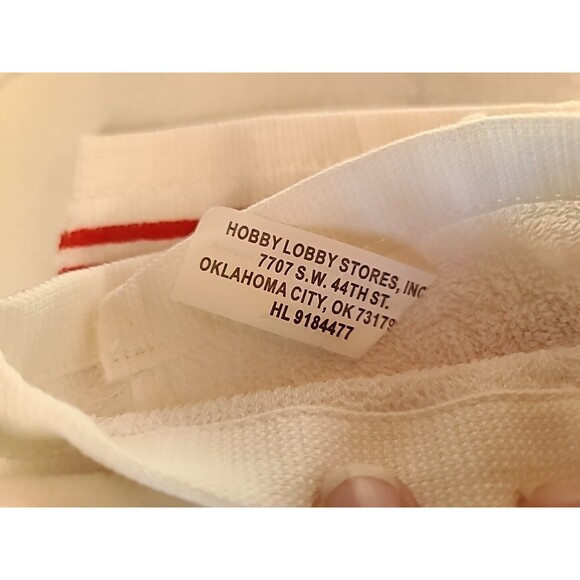 HOBBY LOBBY STORES, INC
7707 S.W. 44TH ST.
OKLAHOMA CITY, OK 73179
HL 9184477